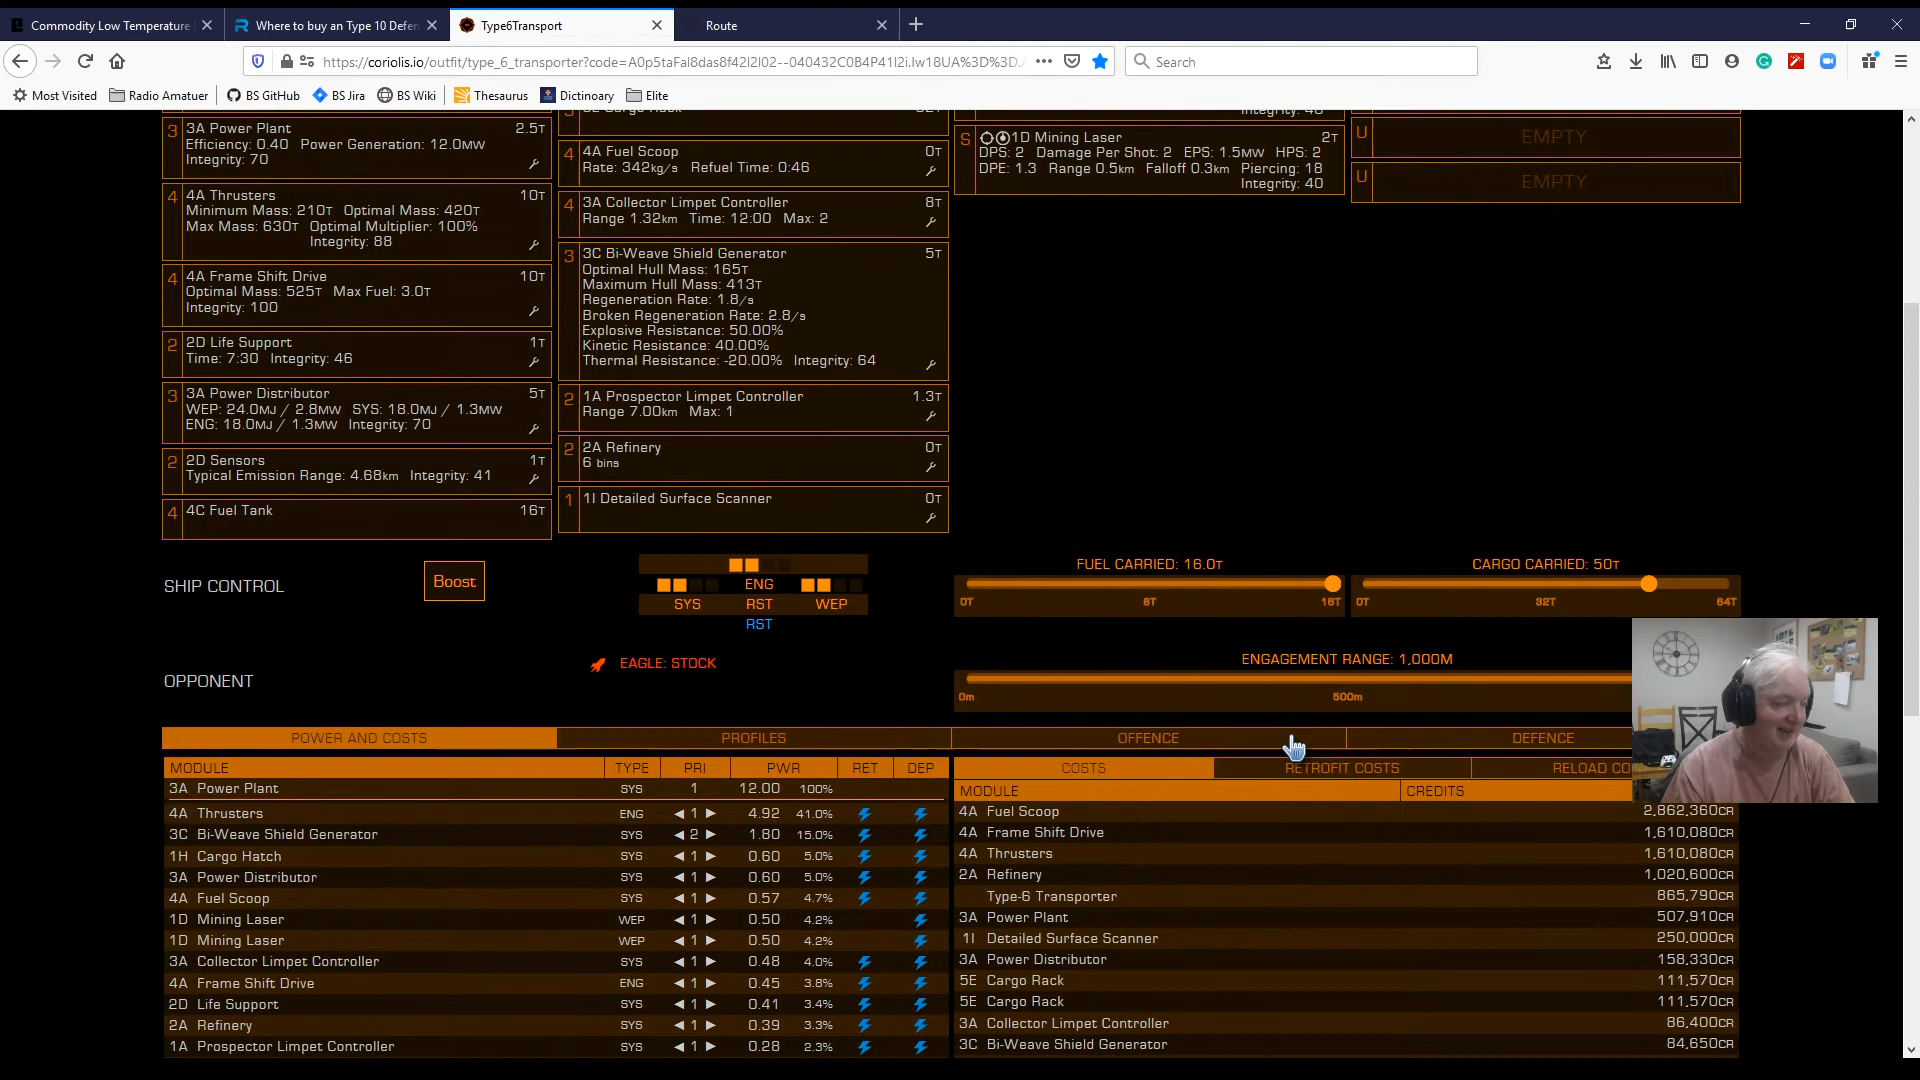 Commodity Low Temperature
Where to buy an Type 10 Defen
Type6Transport
Route
https://coriolis.io/outfit/type_6_transporter?code=A0p5taFal8das8f42I2I02--040432C0B4P41I2i.Iw18UA%3D%3D.
Search
Most Visited
Radio Amatuer
BS GitHub
BS Jira
BS Wiki
Thesaurus
Dictinoary
Elite
3 3A Power Plant 2.5T
Efficiency: 0.40 Power Generation: 12.0MW
Integrity: 70
4 4A Thrusters 10T
Minimum Mass: 210T Optimal Mass: 420T
Max Mass: 630T Optimal Multiplier: 100%
Integrity: 88
4 4A Frame Shift Drive 10T
Optimal Mass: 525T Max Fuel: 3.0T
Integrity: 100
2 2D Life Support 1T
Time: 7:30 Integrity: 46
3 3A Power Distributor 5T
WEP: 24.0MJ / 2.8MW SYS: 18.0MJ / 1.3MW
ENG: 18.0MJ / 1.3MW Integrity: 70
2 2D Sensors 1T
Typical Emission Range: 4.68km Integrity: 41
4 4C Fuel Tank 16T
4 4A Fuel Scoop 0T
Rate: 342kg/s Refuel Time: 0:46
4 3A Collector Limpet Controller 8T
Range 1.32km Time: 12:00 Max: 2
3 3C Bi-Weave Shield Generator 5T
Optimal Hull Mass: 165T
Maximum Hull Mass: 413T
Regeneration Rate: 1.8/s
Broken Regeneration Rate: 2.8/s
Explosive Resistance: 50.00%
Kinetic Resistance: 40.00%
Thermal Resistance: -20.00% Integrity: 64
2 1A Prospector Limpet Controller 1.3T
Range 7.00km Max: 1
2 2A Refinery 0T
6 bins
1 1I Detailed Surface Scanner 0T
S 1D Mining Laser 2T
DPS: 2 Damage Per Shot: 2 EPS: 1.5MW HPS: 2
DPE: 1.3 Range 0.5km Falloff 0.3km Piercing: 18
Integrity: 40
U EMPTY
U EMPTY
SHIP CONTROL
Boost
ENG
SYS RST WEP
RST
FUEL CARRIED: 16.0T
0T 8T 16T
CARGO CARRIED: 50T
0T 32T 64T
OPPONENT
EAGLE: STOCK
ENGAGEMENT RANGE: 1,000M
0m 500m
POWER AND COSTS PROFILES OFFENCE DEFENCE
MODULE TYPE PRI PWR RET DEP
3A Power Plant SYS 1 12.00 100%
4A Thrusters ENG ◀ 1 ▶ 4.92 41.0%
3C Bi-Weave Shield Generator SYS ◀ 2 ▶ 1.80 15.0%
1H Cargo Hatch SYS ◀ 1 ▶ 0.60 5.0%
3A Power Distributor SYS ◀ 1 ▶ 0.60 5.0%
4A Fuel Scoop SYS ◀ 1 ▶ 0.57 4.7%
1D Mining Laser WEP ◀ 1 ▶ 0.50 4.2%
1D Mining Laser WEP ◀ 1 ▶ 0.50 4.2%
3A Collector Limpet Controller SYS ◀ 1 ▶ 0.48 4.0%
4A Frame Shift Drive ENG ◀ 1 ▶ 0.45 3.8%
2D Life Support SYS ◀ 1 ▶ 0.41 3.4%
2A Refinery SYS ◀ 1 ▶ 0.39 3.3%
1A Prospector Limpet Controller SYS ◀ 1 ▶ 0.28 2.3%
COSTS RETROFIT COSTS RELOAD CO
MODULE CREDITS
4A Fuel Scoop 2,862,360CR
4A Frame Shift Drive 1,610,080CR
4A Thrusters 1,610,080CR
2A Refinery 1,020,600CR
Type-6 Transporter 865,790CR
3A Power Plant 507,910CR
1I Detailed Surface Scanner 250,000CR
3A Power Distributor 158,330CR
5E Cargo Rack 111,570CR
5E Cargo Rack 111,570CR
3A Collector Limpet Controller 86,400CR
3C Bi-Weave Shield Generator 84,650CR